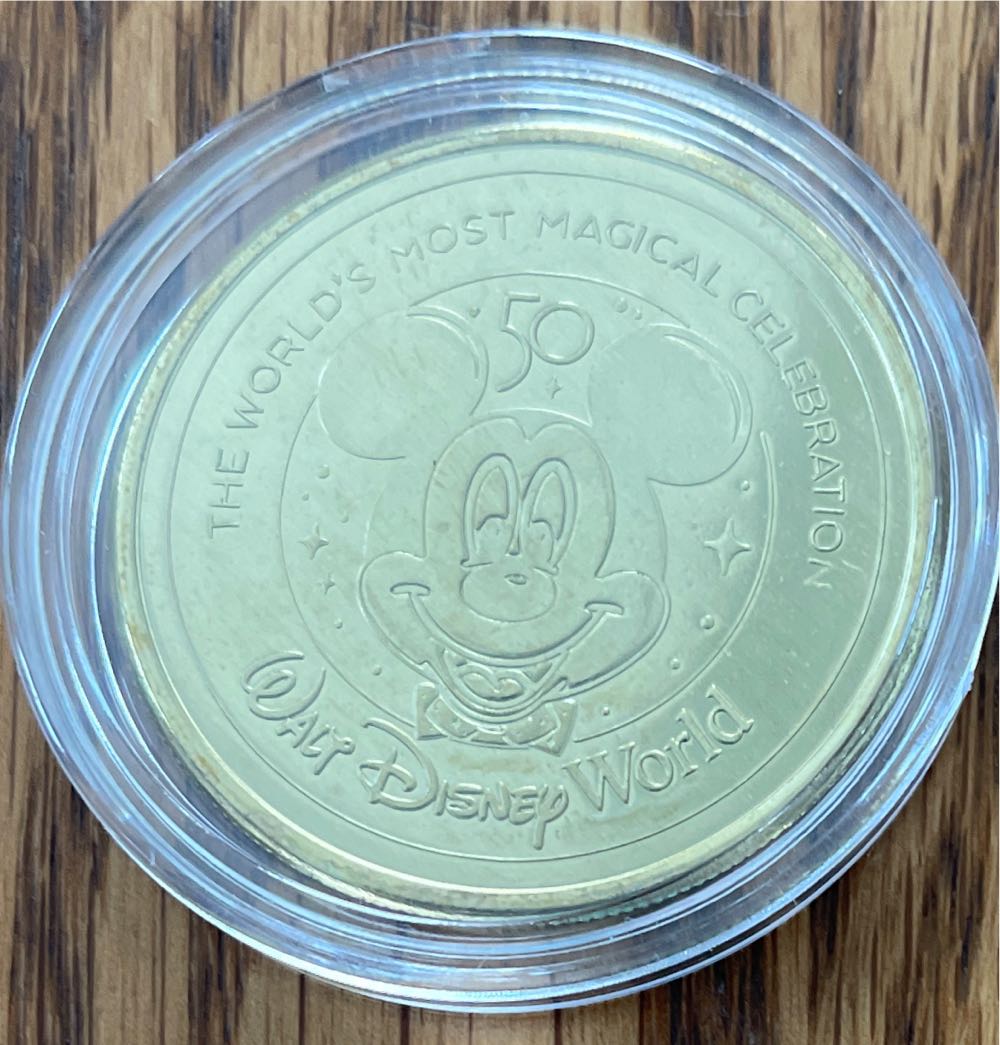 THE WORLD'S MOST MAGICAL CELEBRATION
50
WALT DISNEY World